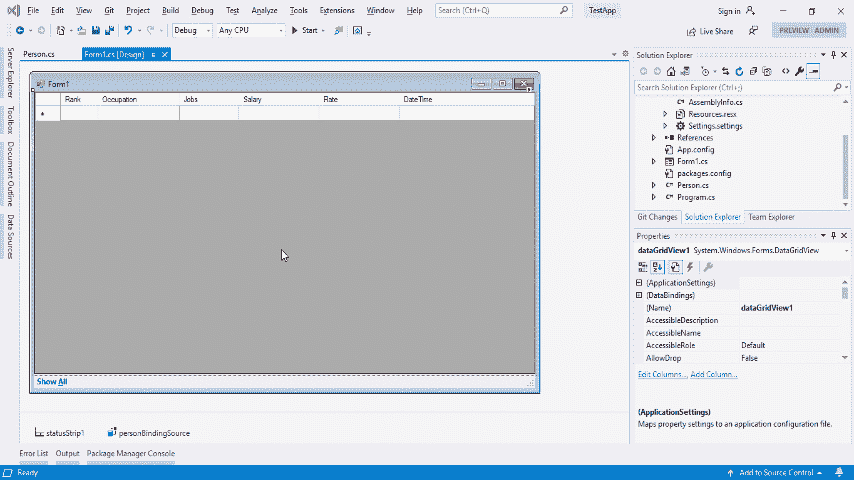 File Edit View Git Project Build Debug Test Analyze Tools Extensions Window Help Search (Ctrl+Q) TestApp Sign in
Debug Any CPU Start Live Share PREVIEW ADMIN
Server Explorer
Toolbox
Document Outline
Data Sources
Person.cs Form1.cs [Design]
Form1
Rank Occupation Jobs Salary Rate DateTime
Show All
statusStrip1 personBindingSource
Error List Output Package Manager Console
Solution Explorer
Search Solution Explorer (Ctrl+;)
AssemblyInfo.cs
Resources.resx
Settings.settings
References
App.config
Form1.cs
packages.config
Person.cs
Program.cs
Git Changes Solution Explorer Team Explorer
Properties
dataGridView1 System.Windows.Forms.DataGridView
(ApplicationSettings)
(DataBindings)
(Name) dataGridView1
AccessibleDescription
AccessibleName
AccessibleRole Default
AllowDrop False
Edit Columns... Add Column...
(ApplicationSettings)
Maps property settings to an application configuration file.
Ready Add to Source Control